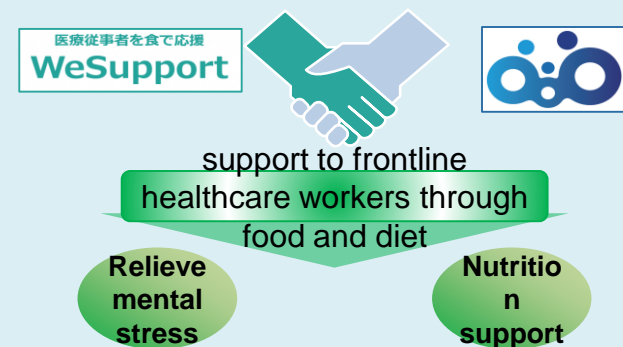 医療従事者を食で応援
WeSupport
support to frontline
healthcare workers through
food and diet
Relieve
mental
stress
Nutritio
n
support